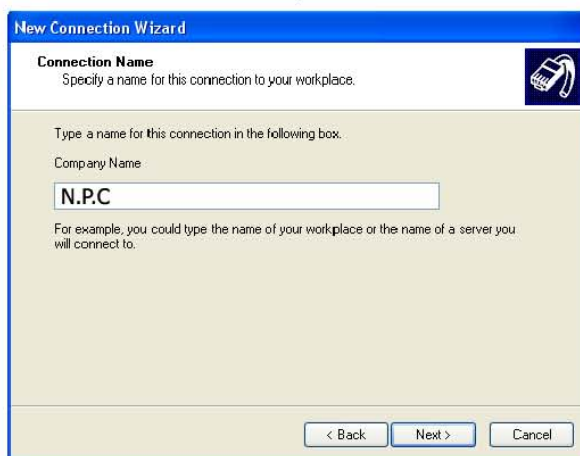 New Connection Wizard
Connection Name
Specify a name for this connection to your workplace.
Type a name for this connection in the following box.
Company Name
N.P.C
For example, you could type the name of your workplace or the name of a server you
will connect to.
< Back Next > Cancel